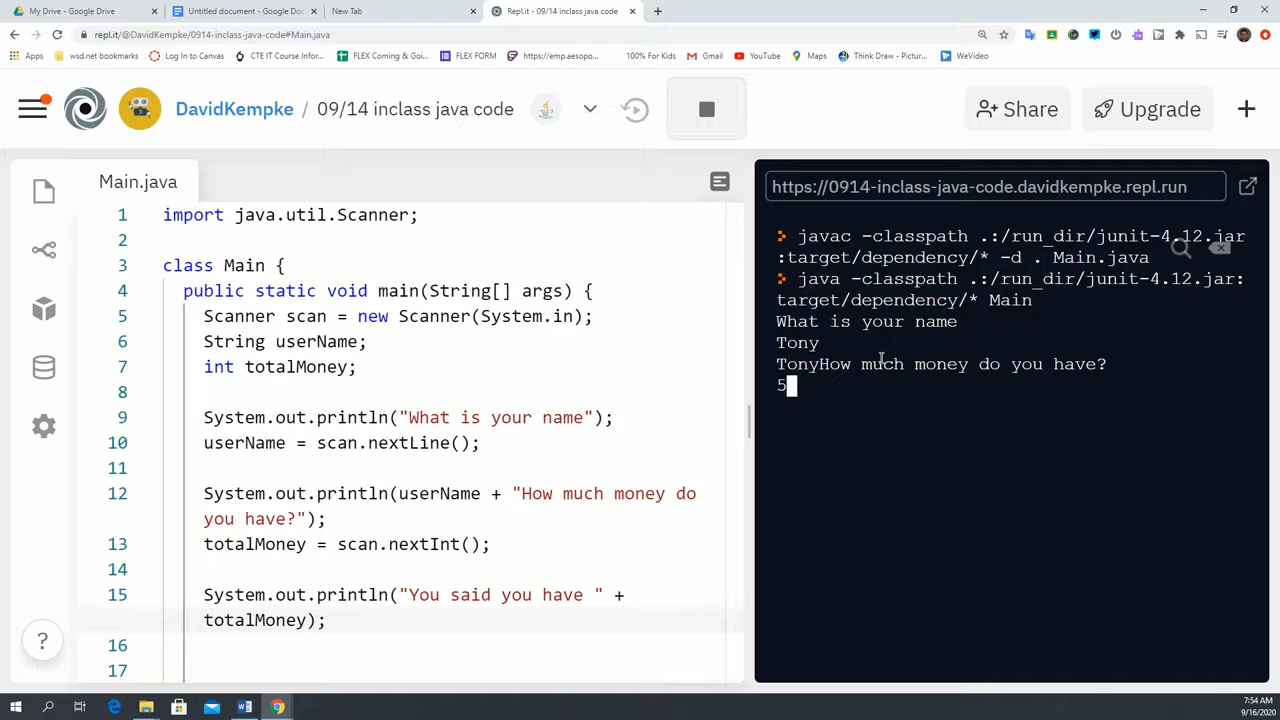 My Drive - Google Drive
Untitled document - Google Doc
New Tab
Repl.it - 09/14 inclass java code
repl.it/@DavidKempke/0914-inclass-java-code#Main.java
Apps
wsd.net bookmarks
Log In to Canvas
CTE IT Course Infor...
FLEX Coming & Goi...
FLEX FORM
https://emp.aesopo...
100% For Kids
Gmail
YouTube
Maps
Think Draw - Pictur...
WeVideo
DavidKempke / 09/14 inclass java code
Share
Upgrade
Main.java
1 import java.util.Scanner;
2
3 class Main {
4 public static void main(String[] args) {
5 Scanner scan = new Scanner(System.in);
6 String userName;
7 int totalMoney;
8
9 System.out.println("What is your name");
10 userName = scan.nextLine();
11
12 System.out.println(userName + "How much money do
you have?");
13 totalMoney = scan.nextInt();
14
15 System.out.println("You said you have " +
totalMoney);
16
17
https://0914-inclass-java-code.davidkempke.repl.run
javac -classpath .:/run_dir/junit-4.12.jar
:target/dependency/* -d . Main.java
java -classpath .:/run_dir/junit-4.12.jar:
target/dependency/* Main
What is your name
Tony
TonyHow much money do you have?
5
?
7:54 AM
9/16/2020